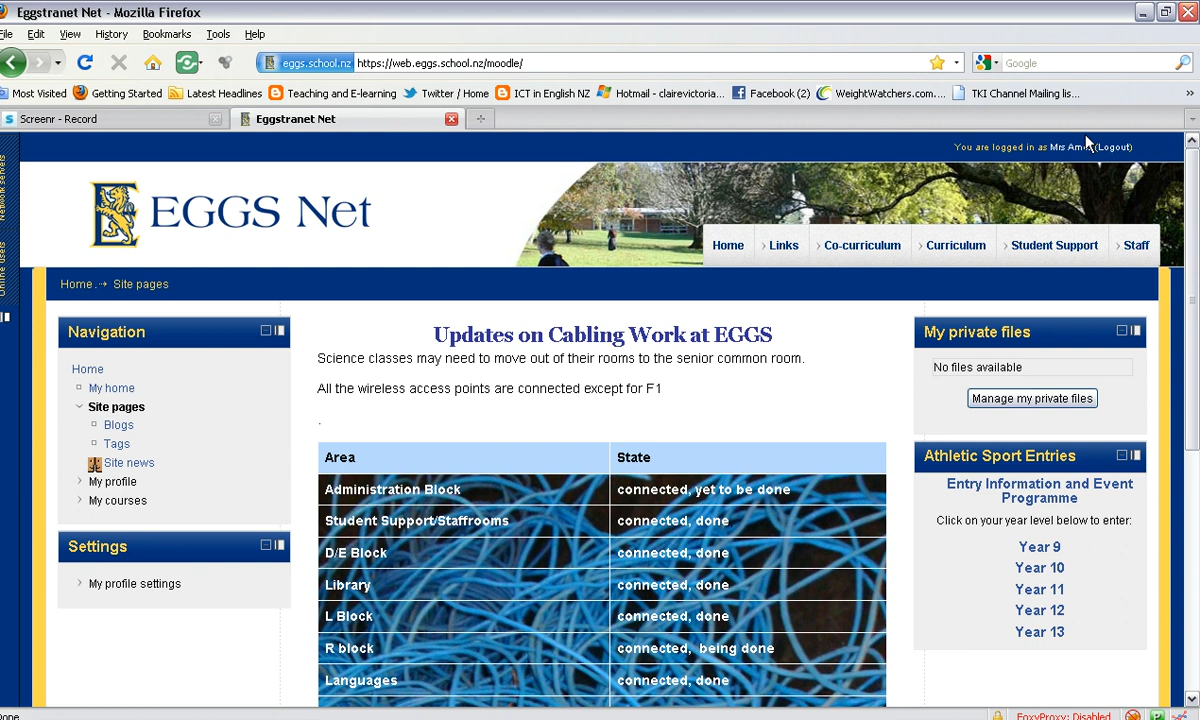 Eggstranet Net - Mozilla Firefox
File Edit View History Bookmarks Tools Help
eggs.school.nz https://web.eggs.school.nz/moodle/ Google
Most Visited Getting Started Latest Headlines Teaching and E-learning Twitter / Home ICT in English NZ Hotmail - clairevictoria... Facebook (2) WeightWatchers.com.... TKI Channel Mailing lis... »
Screenr - Record Eggstranet Net
You are logged in as Mrs (Logout)
Network servers
Online users
EGGS Net
Home Links Co-curriculum Curriculum Student Support Staff
Home Site pages
Navigation
Home
My home
Site pages
Blogs
Tags
Site news
My profile
My courses
Settings
My profile settings
Updates on Cabling Work at EGGS
Science classes may need to move out of their rooms to the senior common room.
All the wireless access points are connected except for F1
.
Area State
Administration Block connected, yet to be done
Student Support/Staffrooms connected, done
D/E Block connected, done
Library connected, done
L Block connected, done
R block connected, being done
Languages connected, done
My private files
No files available
Manage my private files
Athletic Sport Entries
Entry Information and Event
Programme
Click on your year level below to enter:
Year 9
Year 10
Year 11
Year 12
Year 13
Done FoxyProxy: Disabled